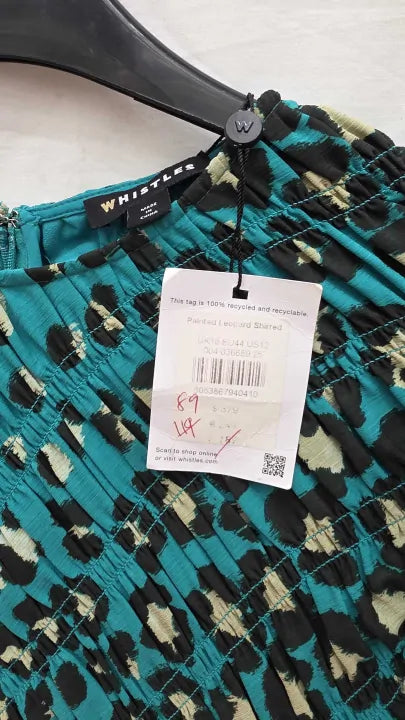 W
WHISTLES
MADE
IN
CHINA
This tag is 100% recycled and recyclable.
Painted Leopard Shirred
UK16 EU44 US12
5063867940410
89
Scan to shop online
or visit whistles.com